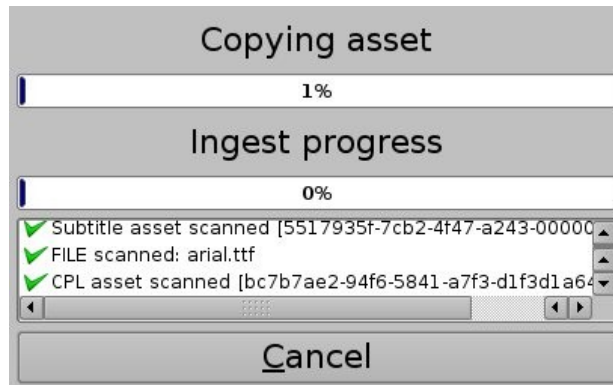 Copying asset
1%
Ingest progress
0%
Subtitle asset scanned [5517935f-7cb2-4f47-a243-00000
FILE scanned: arial.ttf
CPL asset scanned [bc7b7ae2-94f6-5841-a7f3-d1f3d1a64
Cancel